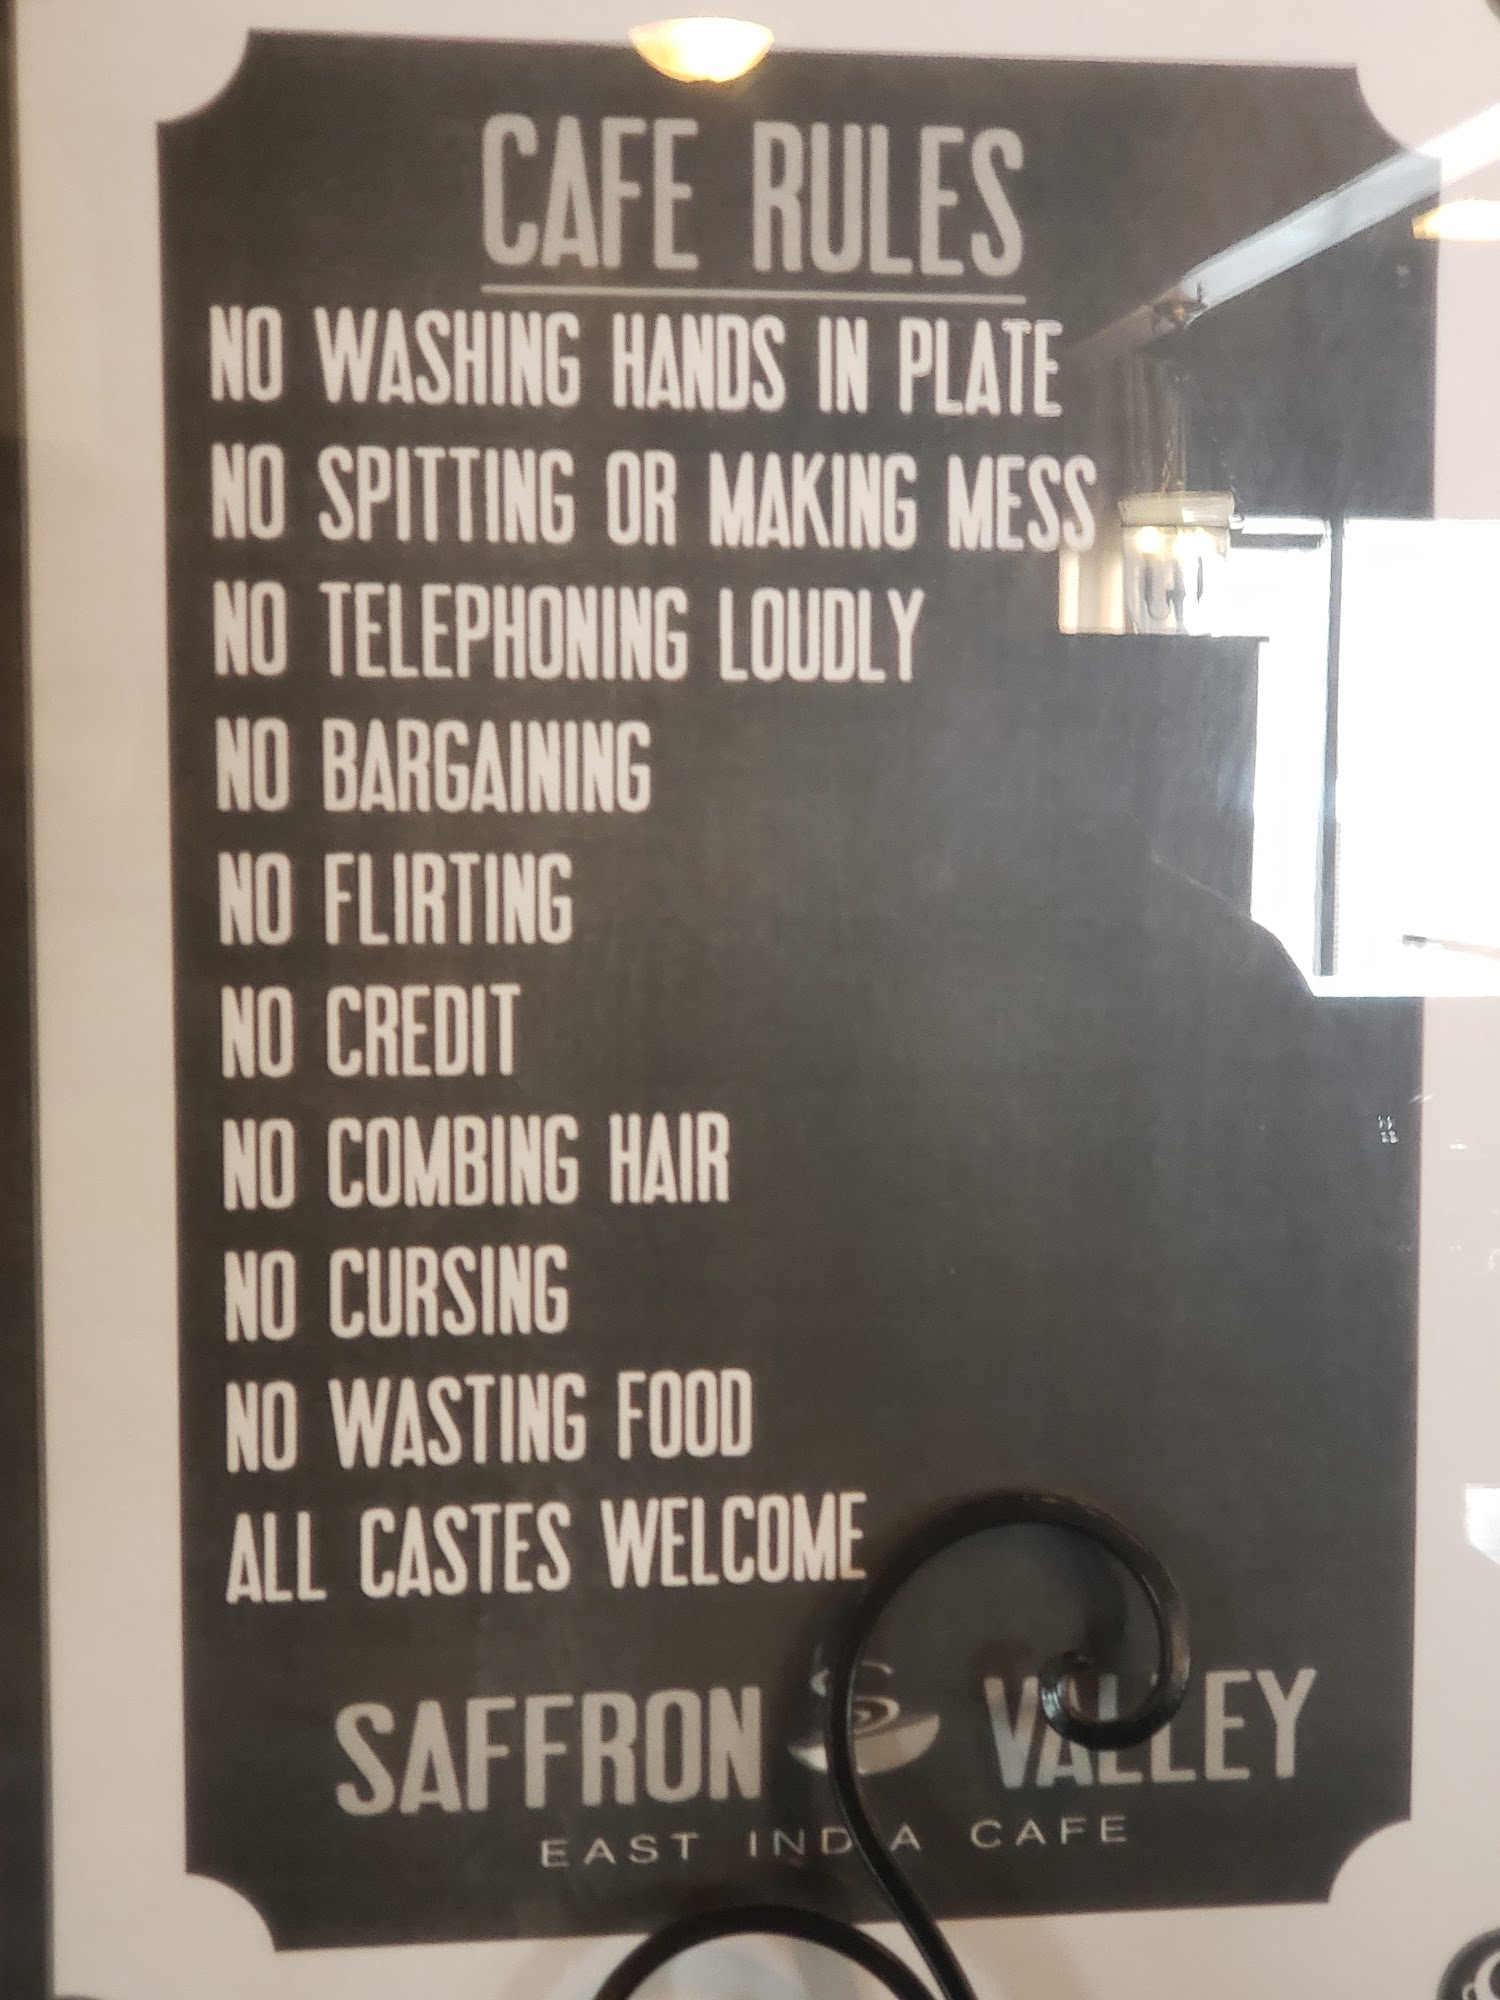 CAFE RULES
NO WASHING HANDS IN PLATE
NO SPITTING OR MAKING MESS
NO TELEPHONING LOUDLY
NO BARGAINING
NO FLIRTING
NO CREDIT
NO COMBING HAIR
NO CURSING
NO WASTING FOOD
ALL CASTES WELCOME
SAFFRON VALLEY
EAST INDIA CAFE